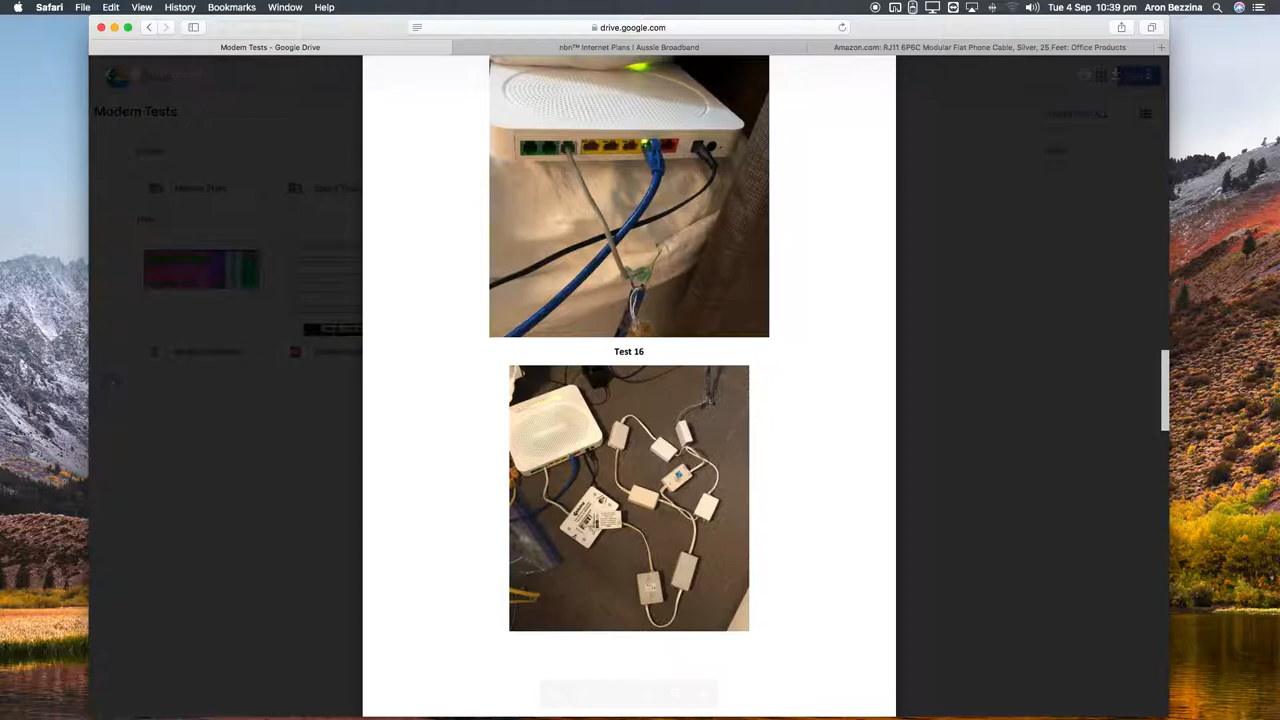 Safari File Edit View History Bookmarks Window Help
Tue 4 Sep 10:39 pm Aron Bezzina
drive.google.com
Modem Tests - Google Drive
nbn™ Internet Plans | Aussie Broadband
Amazon.com: RJ11 6P6C Modular Flat Phone Cable, Silver, 25 Feet: Office Products
Modem Tests
Test 16